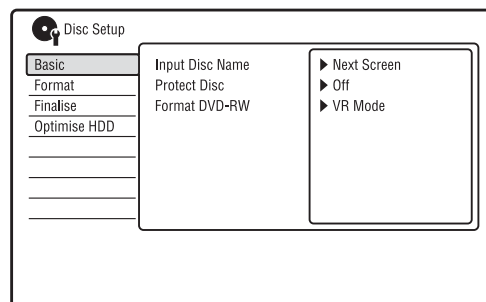 Disc Setup
Basic
Format
Finalise
Optimise HDD
Input Disc Name
Protect Disc
Format DVD-RW
Next Screen
Off
VR Mode